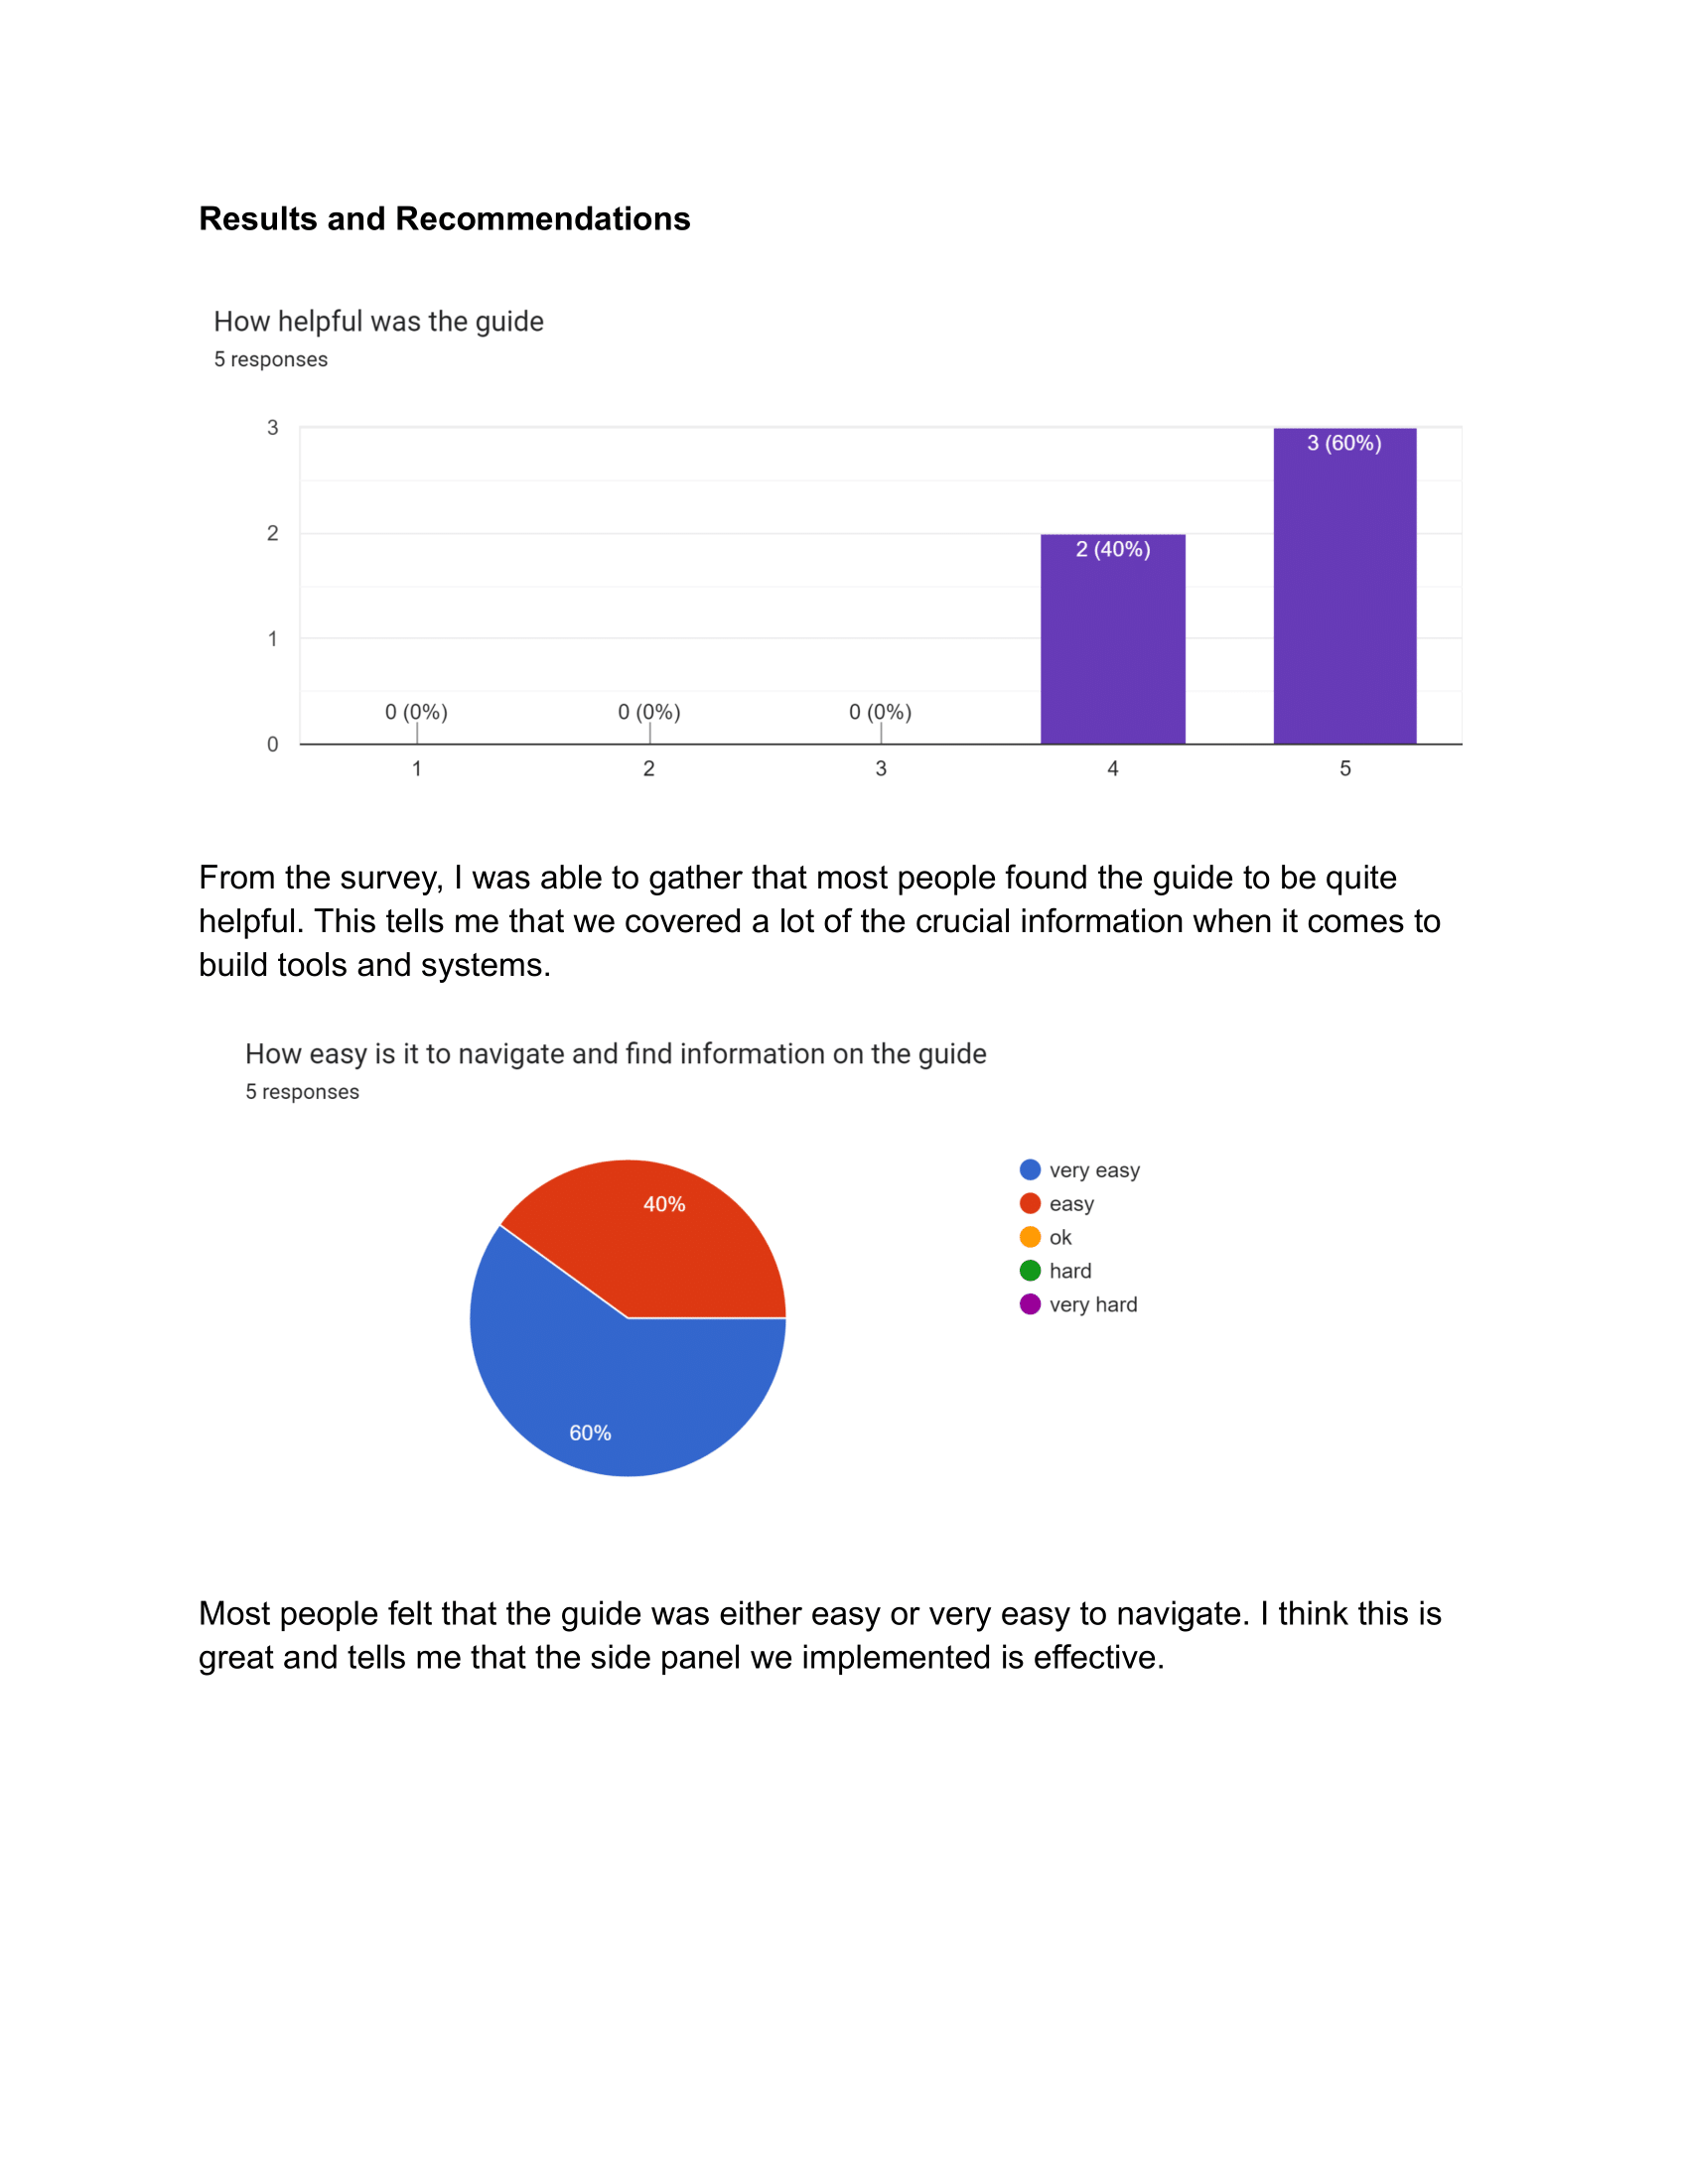 Results and Recommendations
How helpful was the guide
5 responses
3
2
1
0
0 (0%)
0 (0%)
0 (0%)
2 (40%)
3 (60%)
1
2
3
4
5
From the survey, I was able to gather that most people found the guide to be quite
helpful. This tells me that we covered a lot of the crucial information when it comes to
build tools and systems.
How easy is it to navigate and find information on the guide
5 responses
40%
60%
very easy
easy
ok
hard
very hard
Most people felt that the guide was either easy or very easy to navigate. I think this is
great and tells me that the side panel we implemented is effective.